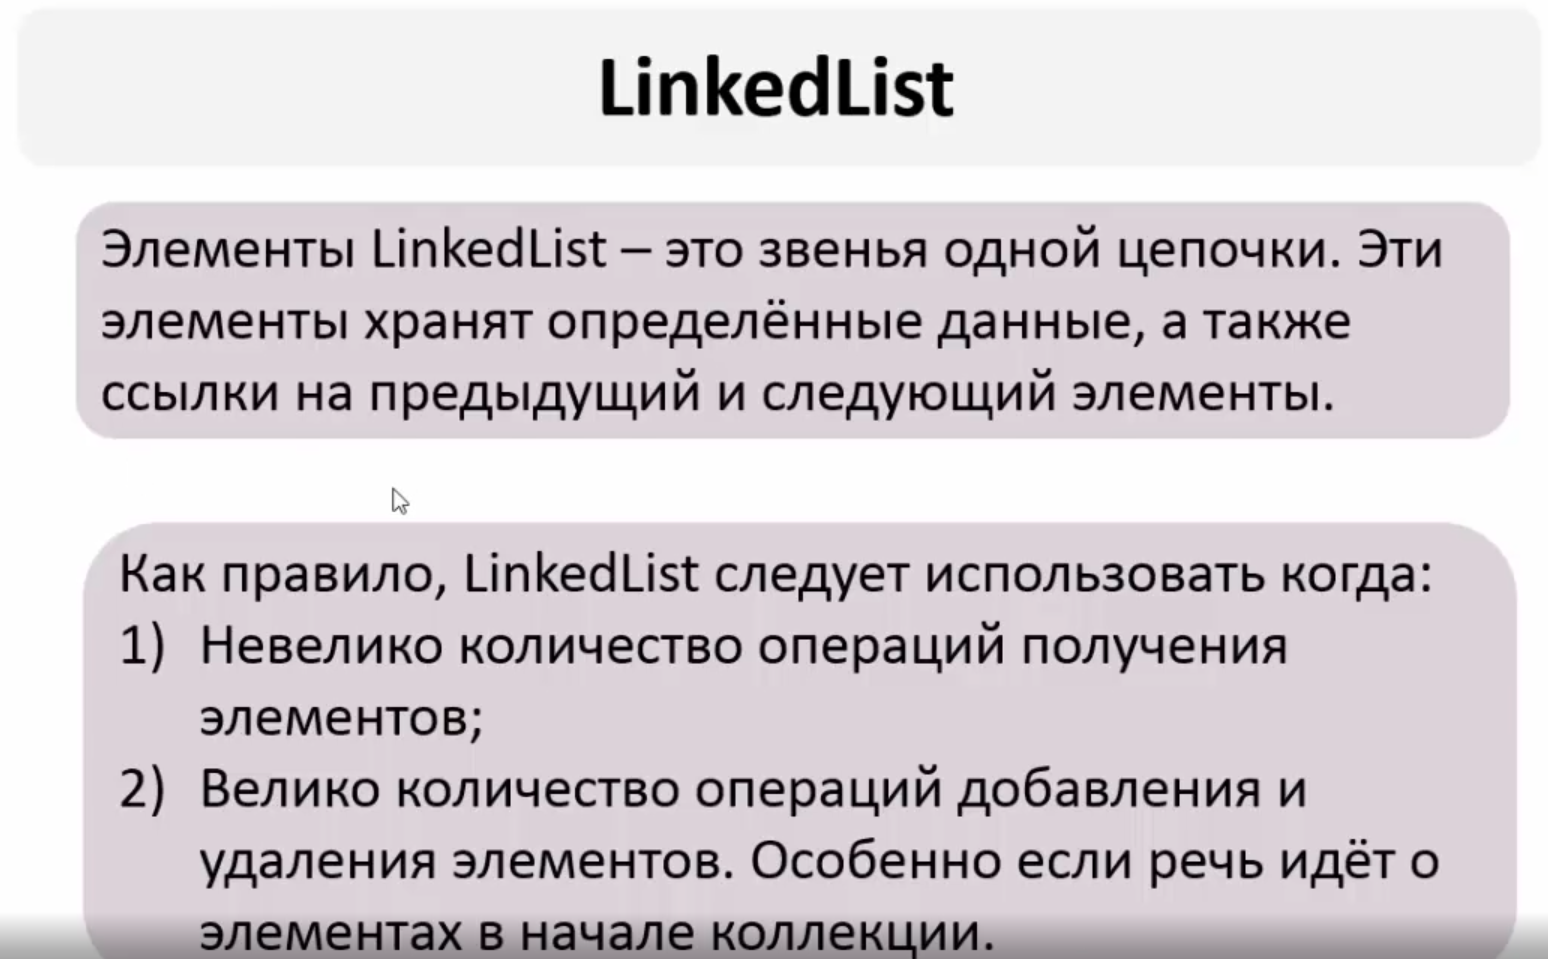 LinkedList
Элементы LinkedList – это звенья одной цепочки. Эти
элементы хранят определённые данные, а также
ссылки на предыдущий и следующий элементы.
Как правило, LinkedList следует использовать когда:
1) Невелико количество операций получения
элементов;
2) Велико количество операций добавления и
удаления элементов. Особенно если речь идёт о
элементах в начале коллекции.